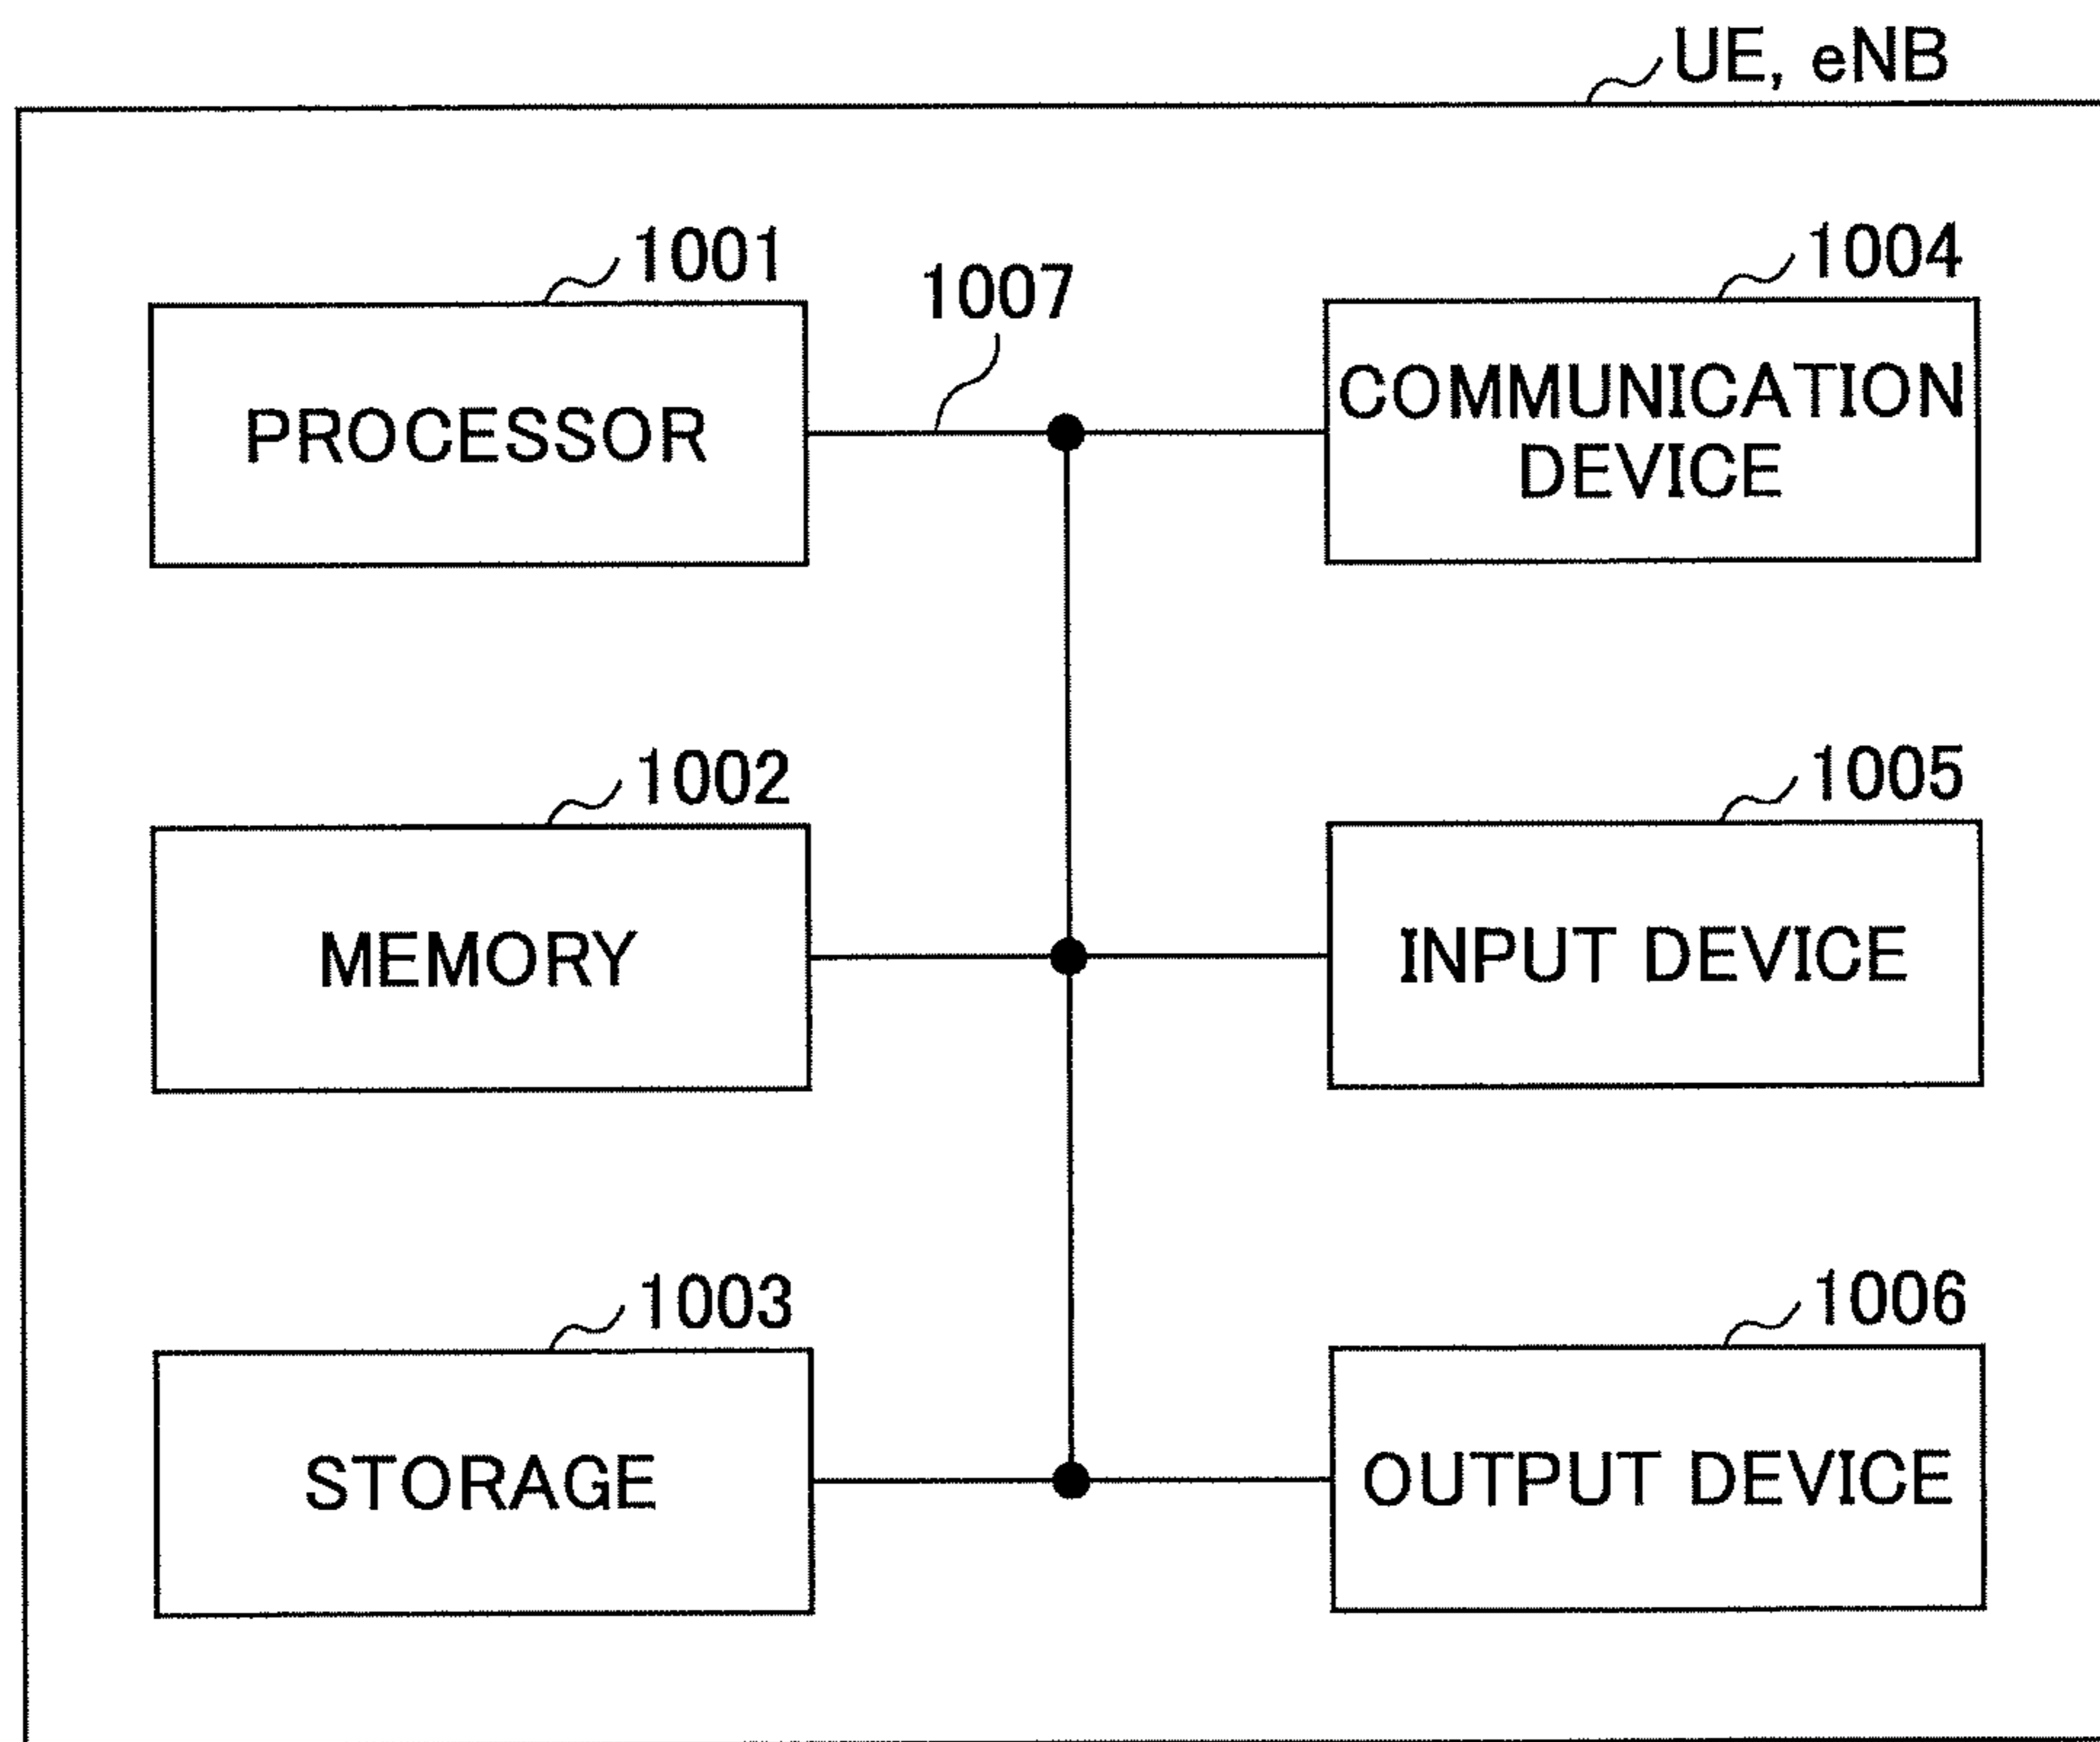 UE, eNB
1001
1007
1004
PROCESSOR
COMMUNICATION
DEVICE
1002
1005
MEMORY
INPUT DEVICE
1003
1006
STORAGE
OUTPUT DEVICE